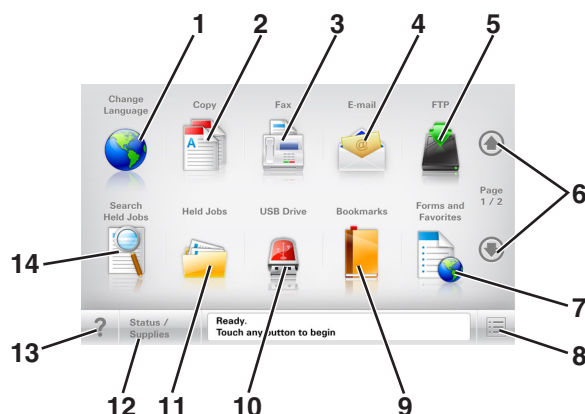 1 2 3 4 5
Change
Language
Copy
Fax
E-mail
FTP
A
@
6
Page
1 / 2
Search
Held Jobs
Held Jobs
USB Drive
Bookmarks
Forms and
Favorites
14
7
?
Status /
Supplies
Ready.
Touch any button to begin
13
12
11
10
9
8